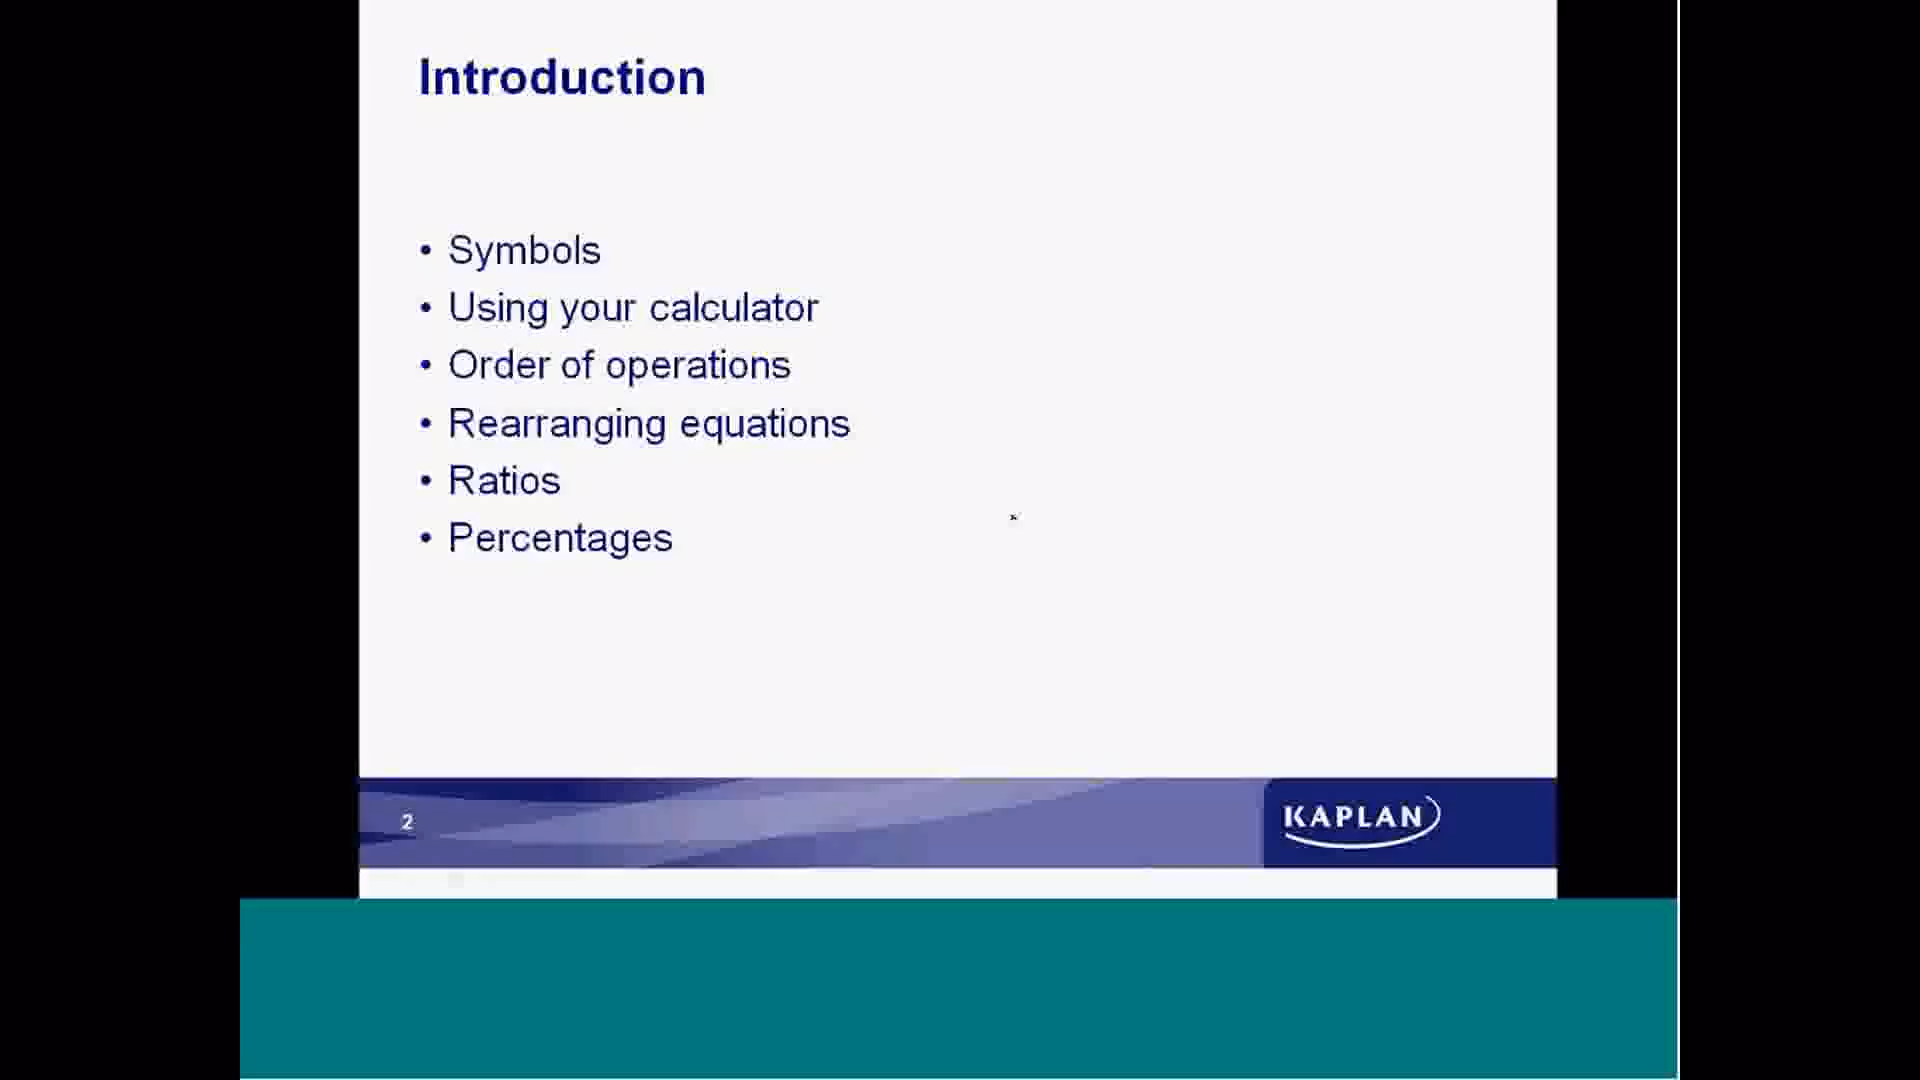 Introduction
• Symbols
• Using your calculator
• Order of operations
• Rearranging equations
• Ratios
• Percentages
2
KAPLAN